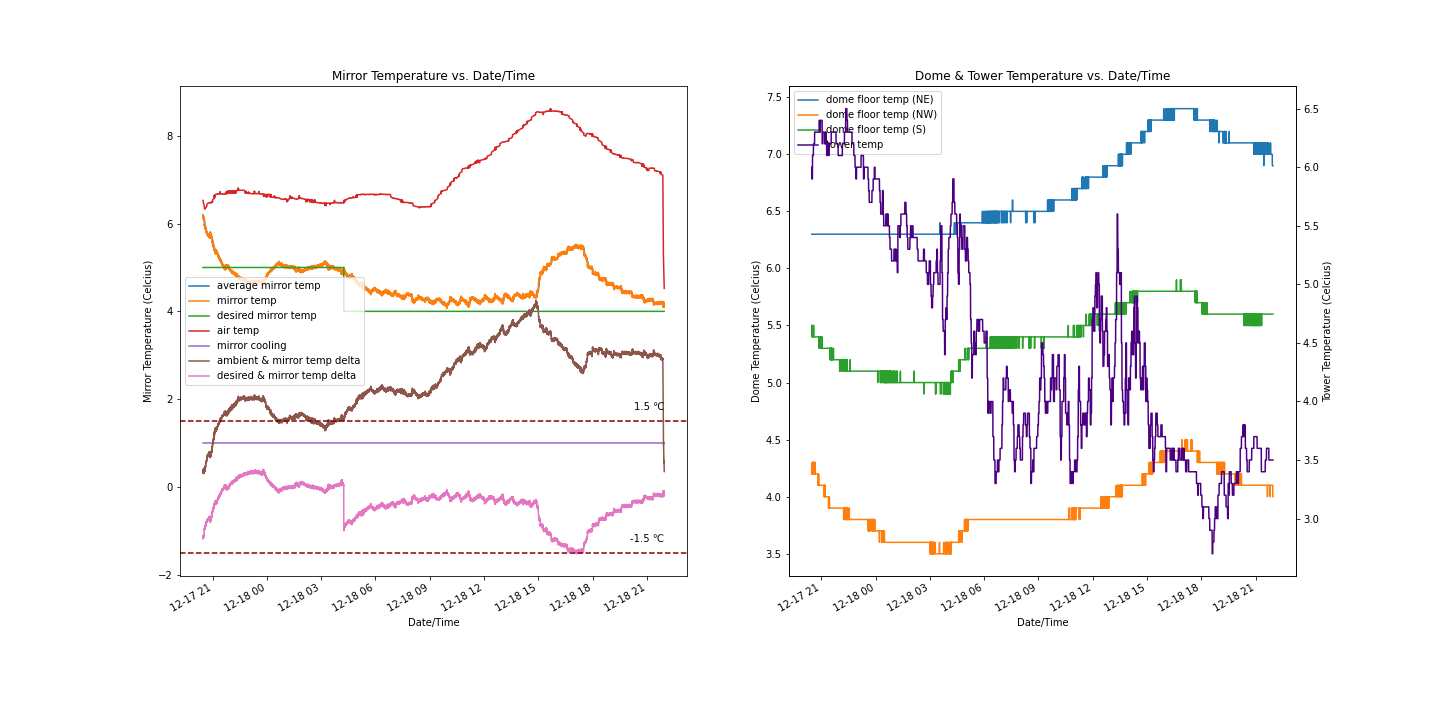 Mirror Temperature vs. Date/Time
Mirror Temperature (Celcius)
8
6
4
2
0
−2
average mirror temp
mirror temp
desired mirror temp
air temp
mirror cooling
ambient & mirror temp delta
desired & mirror temp delta
1.5 °C
-1.5 °C
12-17 21
12-18 00
12-18 03
12-18 06
12-18 09
12-18 12
12-18 15
12-18 18
12-18 21
Date/Time
Dome & Tower Temperature vs. Date/Time
Dome Temperature (Celcius)
7.5
7.0
6.5
6.0
5.5
5.0
4.5
4.0
3.5
dome floor temp (NE)
dome floor temp (NW)
dome floor temp (S)
tower temp
6.5
6.0
5.5
5.0
4.5
4.0
3.5
3.0
Tower Temperature (Celcius)
12-17 21
12-18 00
12-18 03
12-18 06
12-18 09
12-18 12
12-18 15
12-18 18
12-18 21
Date/Time